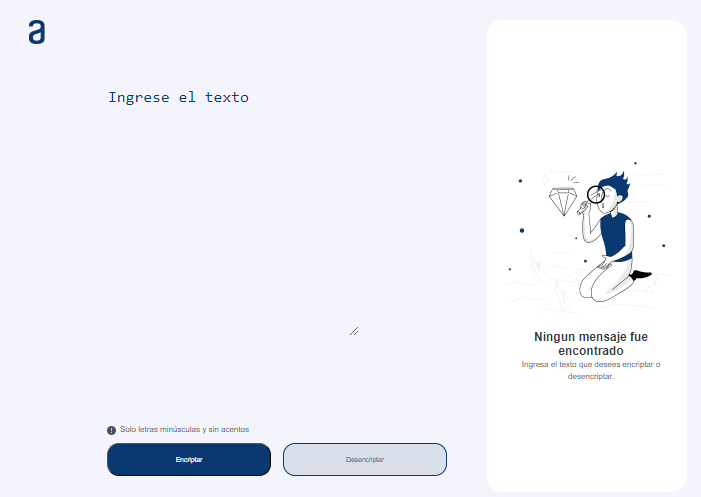 a
Ingrese el texto
Solo letras minúsculas y sin acentos
Encriptar
Desencriptar
Ningun mensaje fue
encontrado
Ingresa el texto que desees encriptar o
desencriptar.